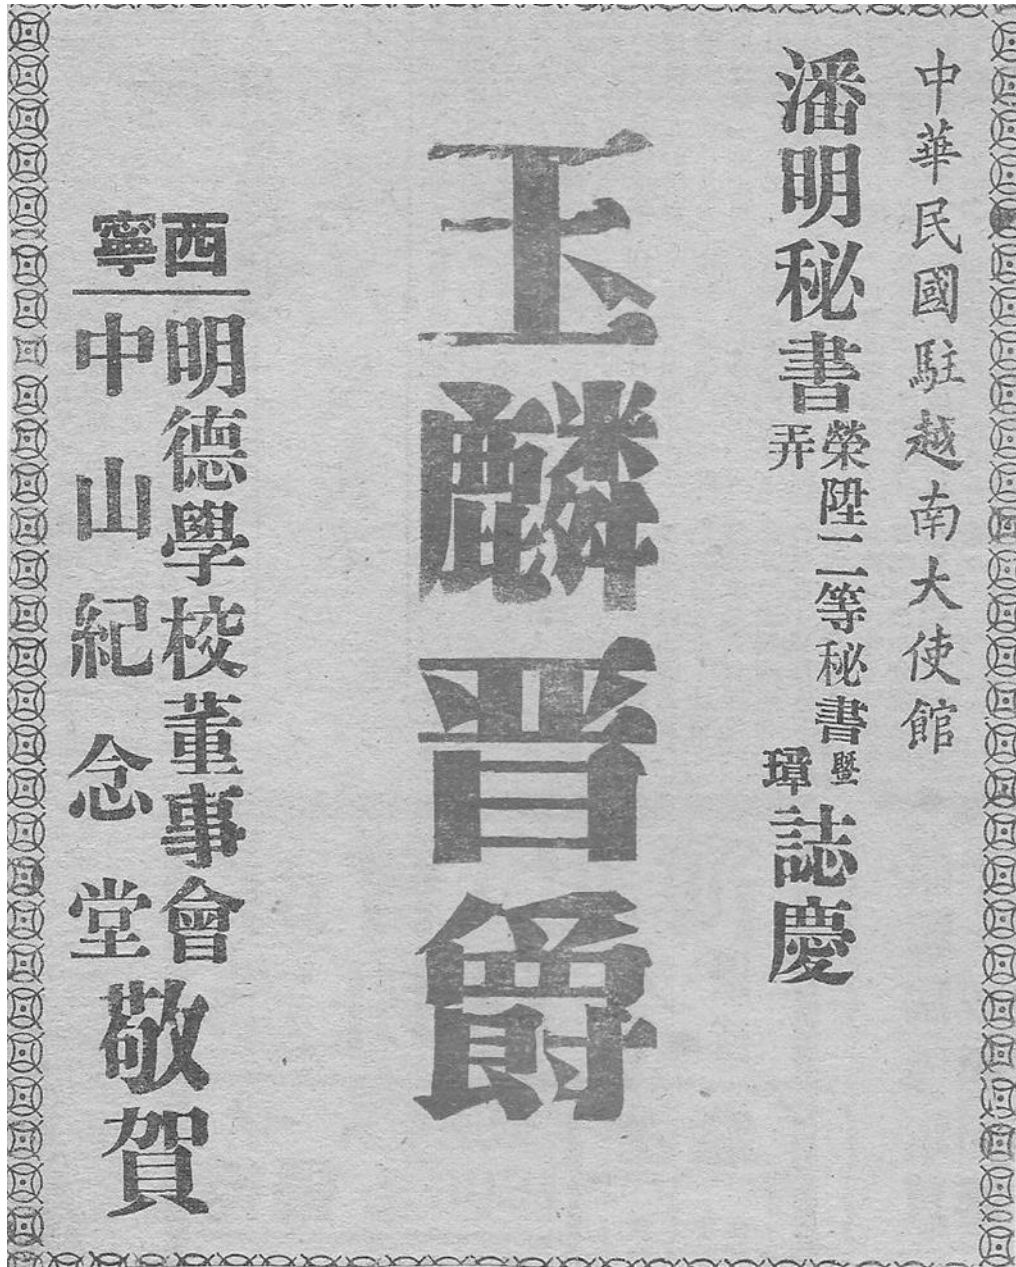 中華民國駐越南大使館
潘明秘書榮陞二等秘書暨弄璋誌慶
玉麟晋爵
西寧
明德學校董事會
中山紀念堂
敬賀